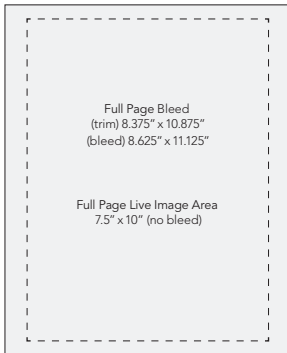 Full Page Bleed
(trim) 8.375” x 10.875”
(bleed) 8.625” x 11.125”
Full Page Live Image Area
7.5” x 10” (no bleed)